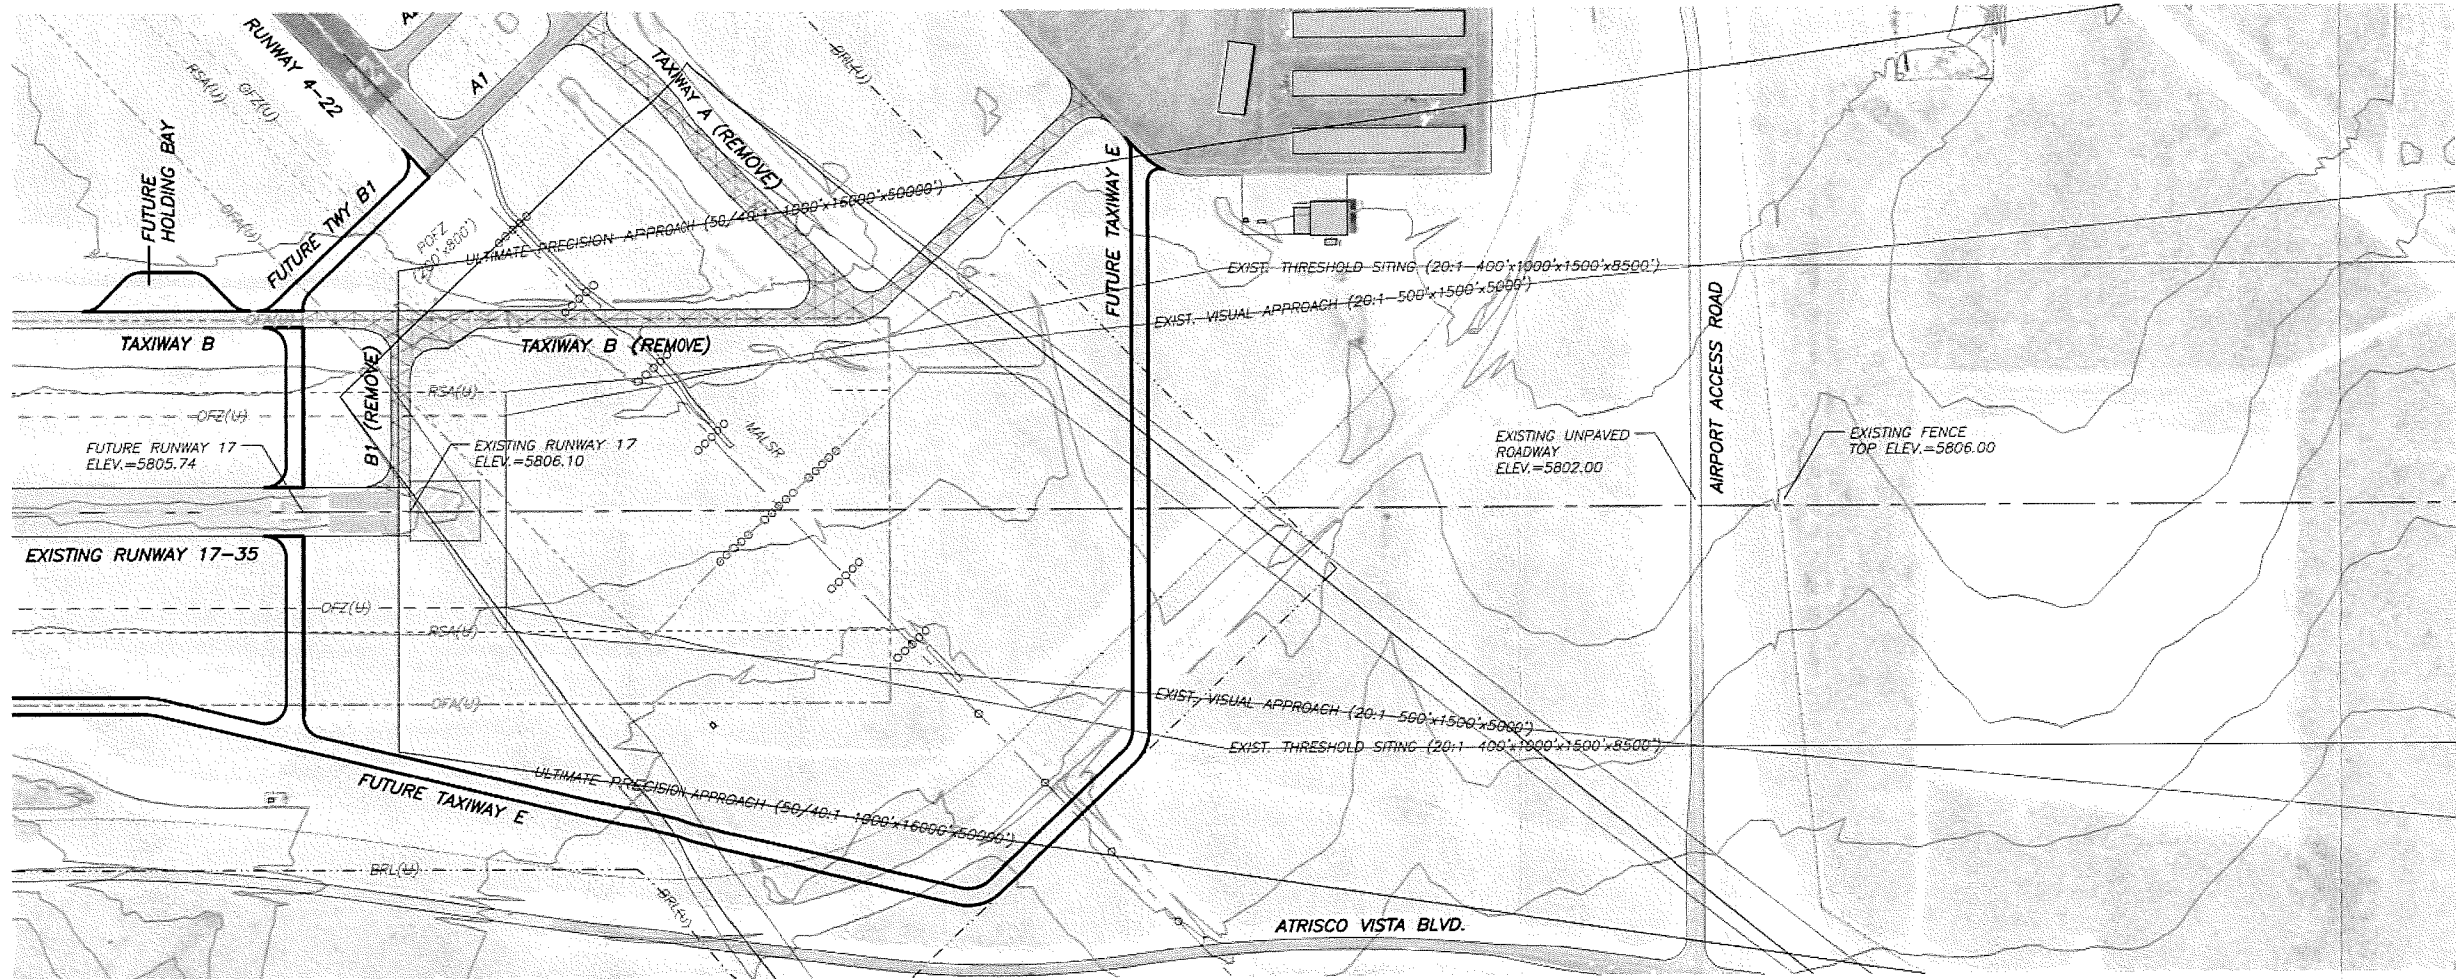 RUNWAY 4-22
A1
TAXIWAY A (REMOVE)
BRL(U)
RSA(U)
OFZ(U)
OFA(U)
FUTURE
HOLDING BAY
FUTURE TWY B1
POFZ
(200'x800')
ULTIMATE PRECISION APPROACH (50/40:1-1000'x16000'x50000')
FUTURE TAXIWAY E
EXIST. THRESHOLD SITING (20:1-400'x1000'x1500'x8500')
EXIST. VISUAL APPROACH (20:1-500'x1500'x5000')
AIRPORT ACCESS ROAD
TAXIWAY B
TAXIWAY B (REMOVE)
B1 (REMOVE)
RSA(U)
OFZ(U)
MALSR
FUTURE RUNWAY 17
ELEV.=5805.74
EXISTING RUNWAY 17
ELEV.=5806.10
EXISTING UNPAVED
ROADWAY
ELEV.=5802.00
EXISTING FENCE
TOP ELEV.=5806.00
EXISTING RUNWAY 17-35
OFZ(U)
RSA(U)
OFA(U)
EXIST. VISUAL APPROACH (20:1-500'x1500'x5000')
EXIST. THRESHOLD SITING (20:1-400'x1000'x1500'x8500')
ULTIMATE PRECISION APPROACH (50/40:1-1000'x16000'x50000')
FUTURE TAXIWAY E
BRL(U)
BRL(U)
ATRISCO VISTA BLVD.